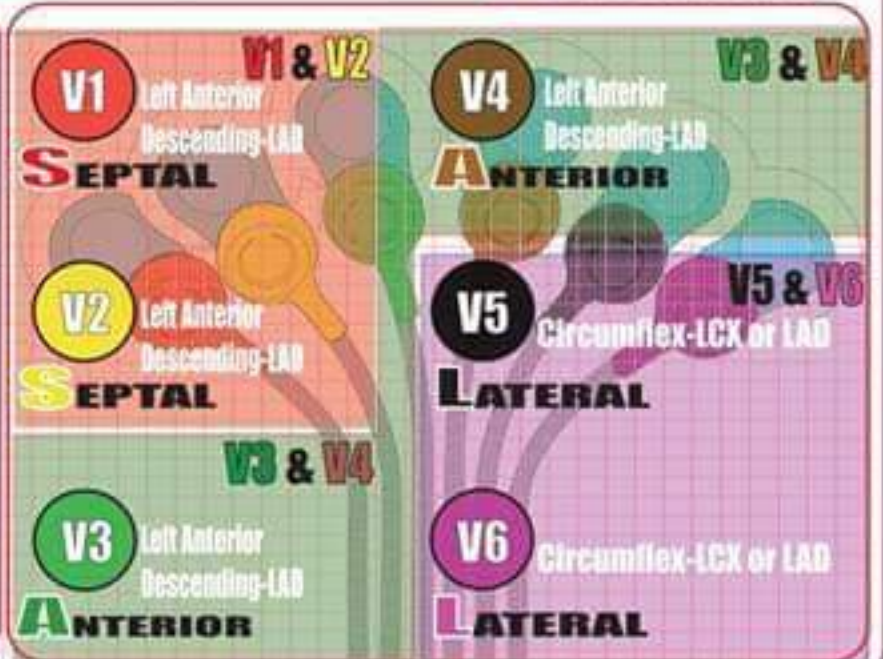 V1 & V2
V1 Left Anterior
Descending-LAD
SEPTAL
V2 Left Anterior
Descending-LAD
SEPTAL
V3 & V4
V3 Left Anterior
Descending-LAD
ANTERIOR
V3 & V4
V4 Left Anterior
Descending-LAD
ANTERIOR
V5 & V6
V5 Circumflex-LCX or LAD
LATERAL
V6 Circumflex-LCX or LAD
LATERAL